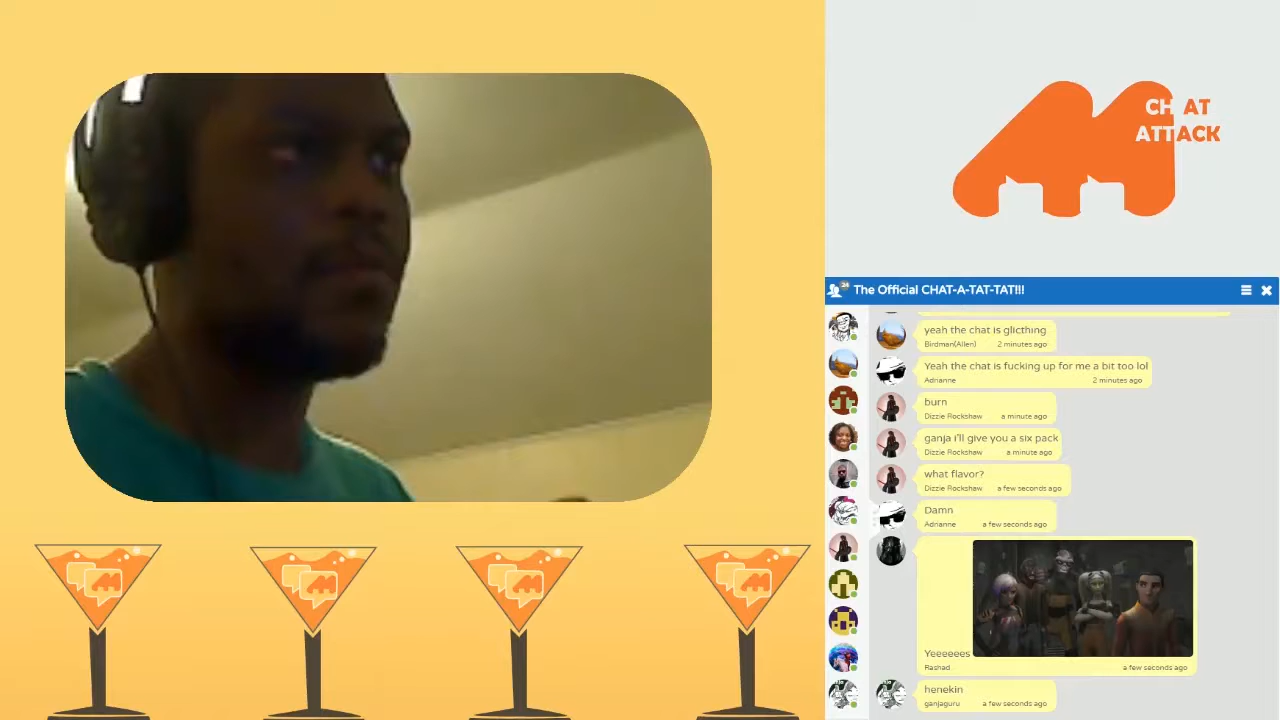 CHAT
ATTACK
24
The Official CHAT-A-TAT-TAT!!!
yeah the chat is glicthing
Birdman(Allen) 2 minutes ago
Yeah the chat is fucking up for me a bit too lol
Adrianne 2 minutes ago
burn
Dizzie Rockshaw a minute ago
ganja i'll give you a six pack
Dizzie Rockshaw a minute ago
what flavor?
Dizzie Rockshaw a few seconds ago
Damn
Adrianne a few seconds ago
Yeeeeees
Rashad a few seconds ago
henekin
ganjaguru a few seconds ago